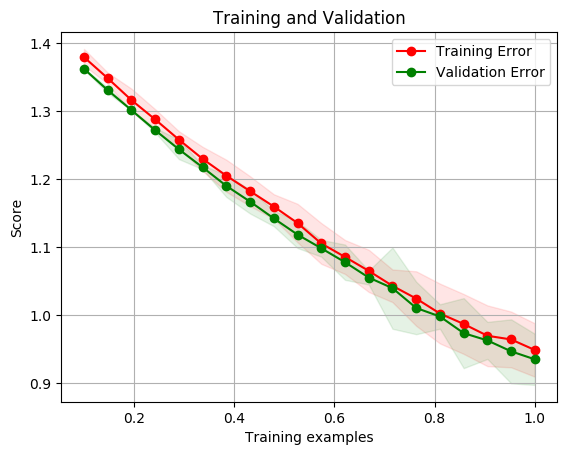 Training and Validation
Training Error
Validation Error
1.4
1.3
1.2
1.1
1.0
0.9
Score
0.2
0.4
0.6
0.8
1.0
Training examples